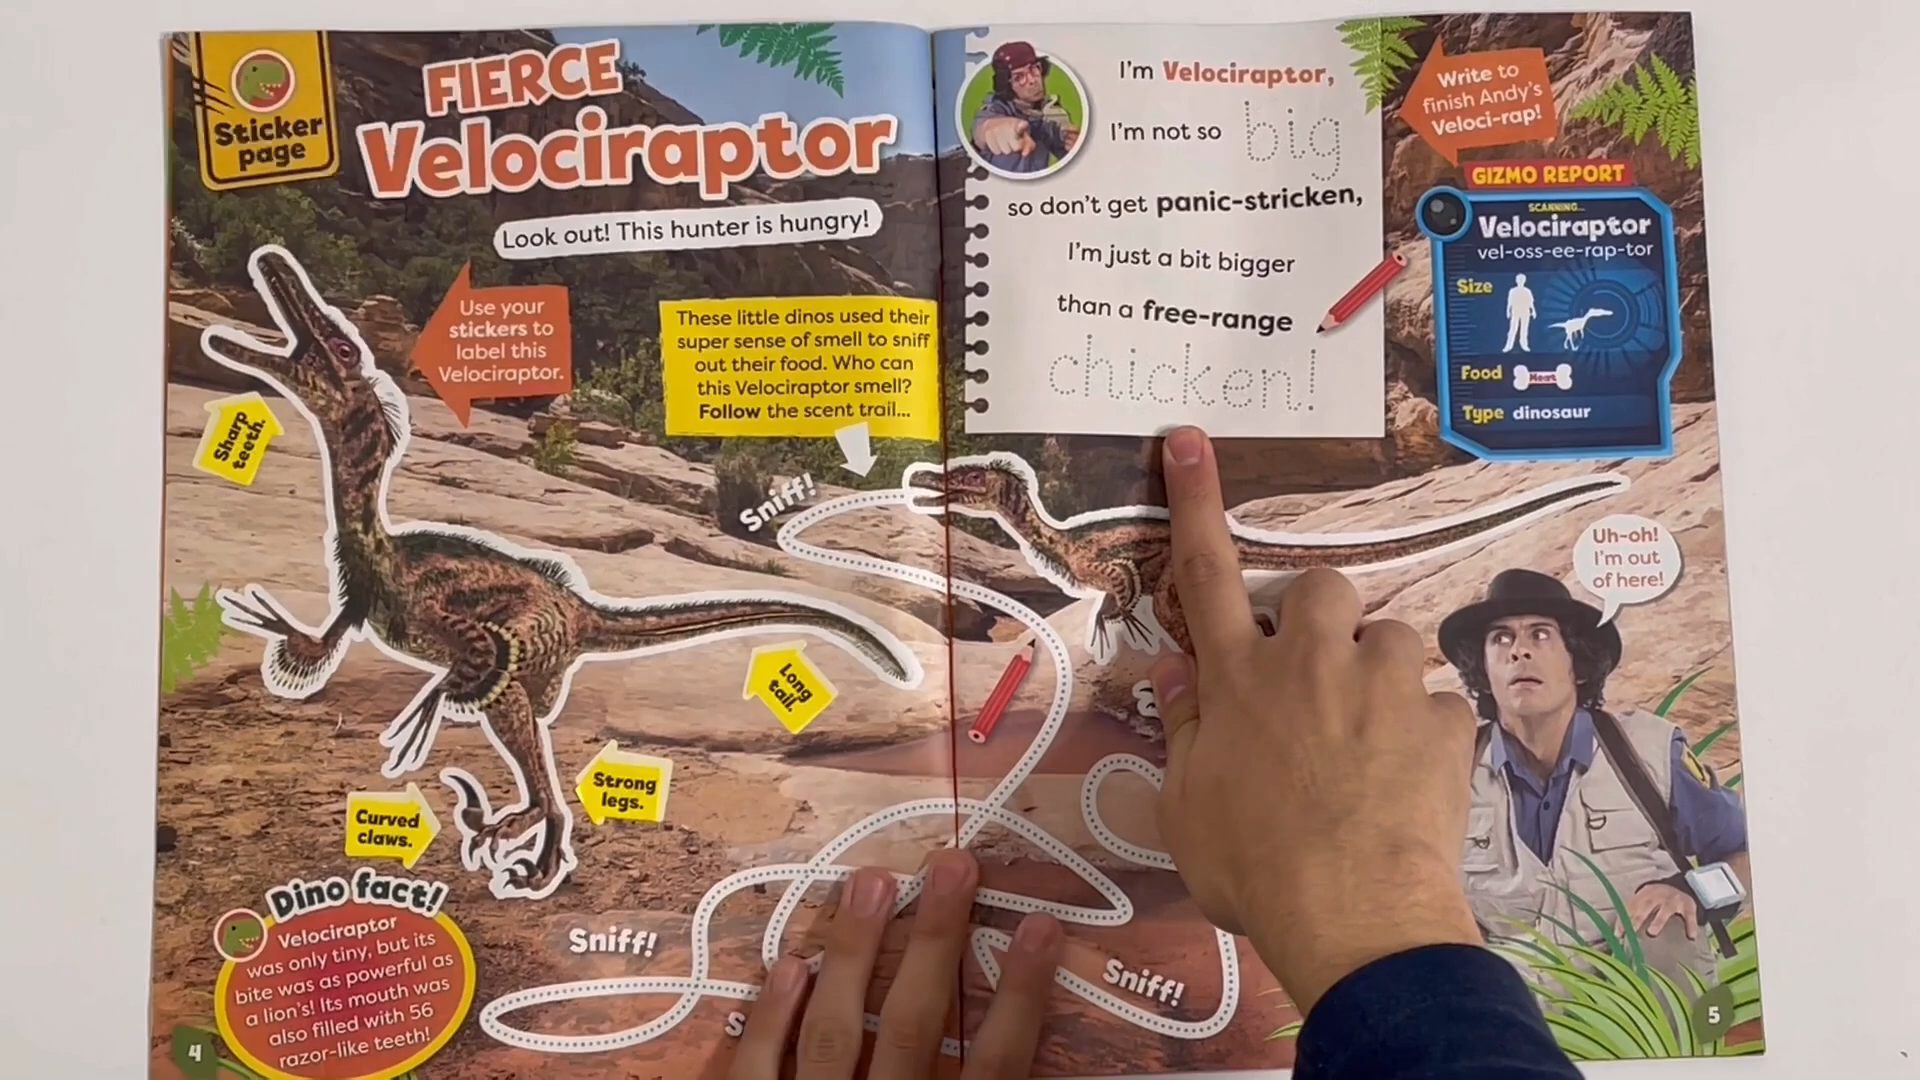 Sticker
page
FIERCE
Velociraptor
Look out! This hunter is hungry!
Use your
stickers to
label this
Velociraptor.
These little dinos used their
super sense of smell to sniff
out their food. Who can
this Velociraptor smell?
Follow the scent trail...
Sharp
teeth.
Sniff!
Long
tail.
Strong
legs.
Curved
claws.
Dino fact!
Velociraptor
was only tiny, but its
bite was as powerful as
a lion's! Its mouth was
also filled with 56
razor-like teeth!
Sniff!
4
I'm Velociraptor,
I'm not so big
so don't get panic-stricken,
I'm just a bit bigger
than a free-range
chicken!
Write to
finish Andy's
Veloci-rap!
GIZMO REPORT
SCANNING...
Velociraptor
vel-oss-ee-rap-tor
Size
Food Meat
Type dinosaur
Uh-oh!
I'm out
of here!
Sniff!
5